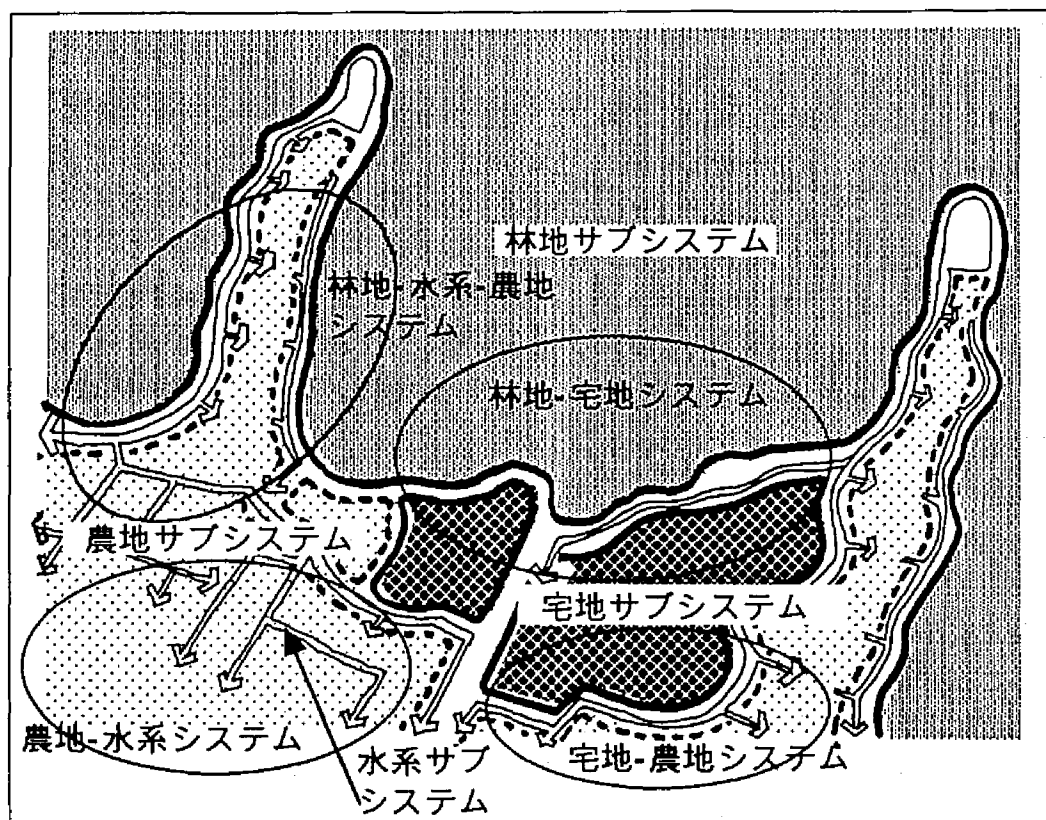 林地サブシステム
林地-水系-農地
システム
林地-宅地システム
農地サブシステム
宅地サブシステム
農地-水系システム
水系サブ
システム
宅地-農地システム